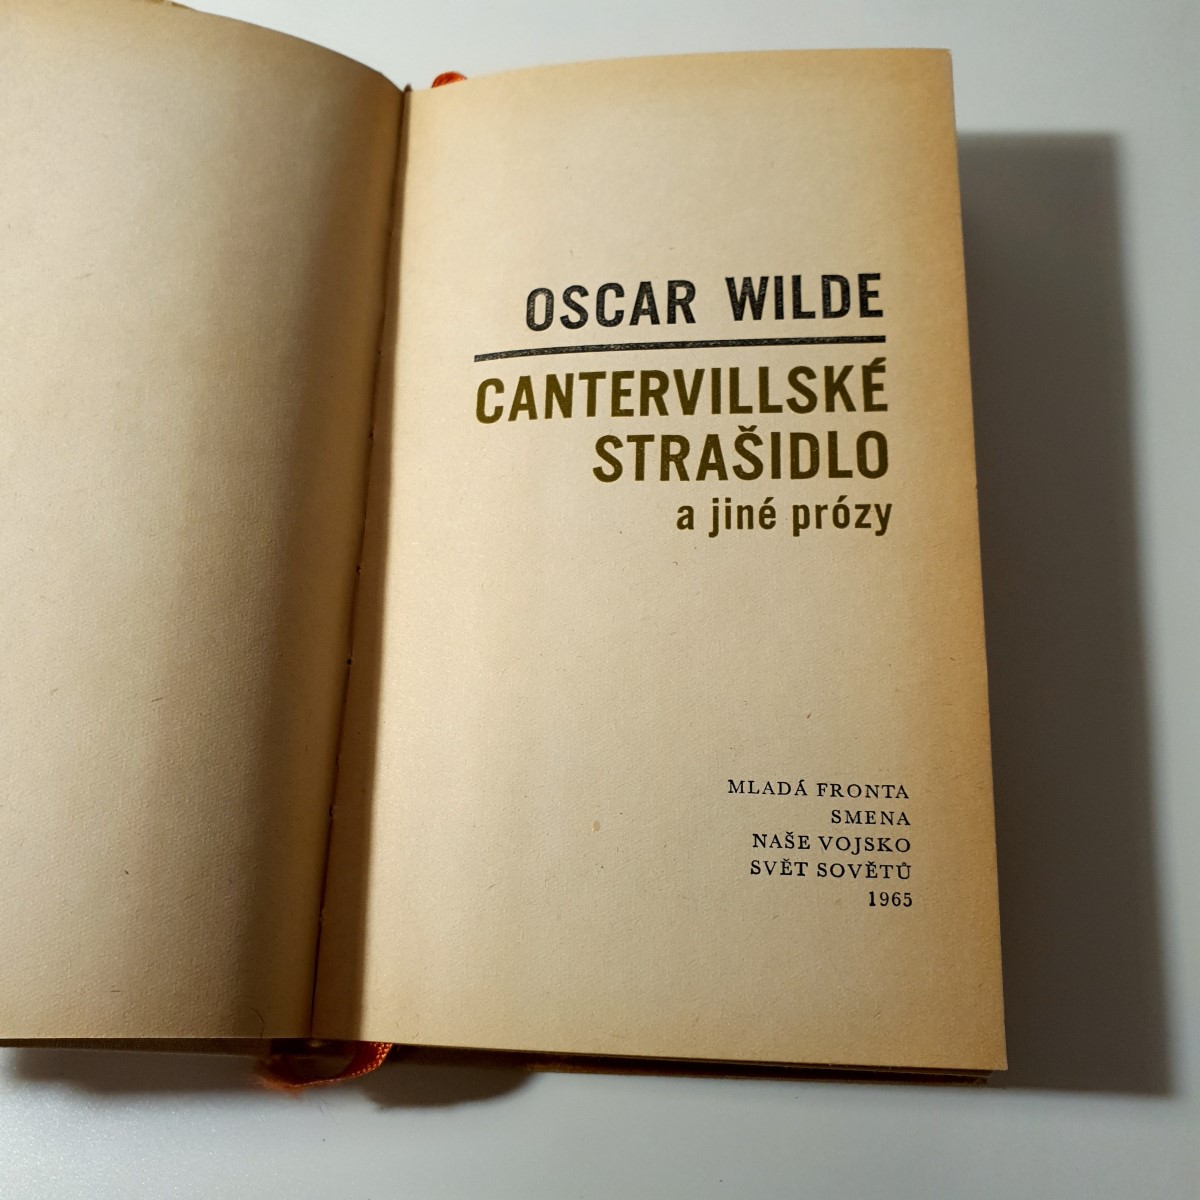 OSCAR WILDE
CANTERVILLSKÉ
STRAŠIDLO
a jiné prózy
MLADÁ FRONTA
SMENA
NAŠE VOJSKO
SVĚT SOVĚTŮ
1965